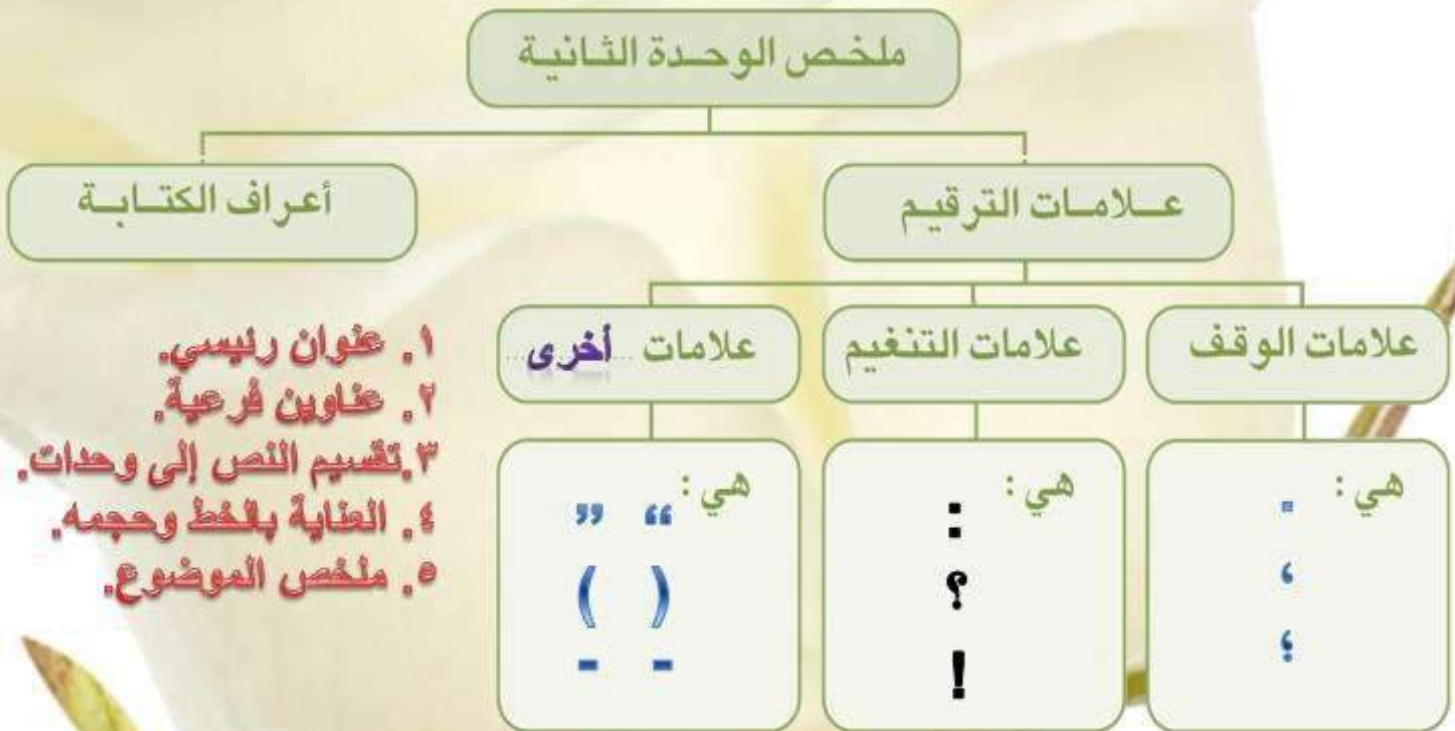 ملخص الوحدة الثانية
علامات الترقيم
أعراف الكتابة
علامات الوقف
علامات التنغيم
علامات أخرى
هي :
.
،
؛
هي :
:
؟
!
هي :
“ ”
( )
- -
١. عنوان رئيسي.
٢. عناوين فرعية.
٣.تقسيم النص إلى وحدات.
٤. العناية بالخط وحجمه.
٥. ملخص الموضوع.